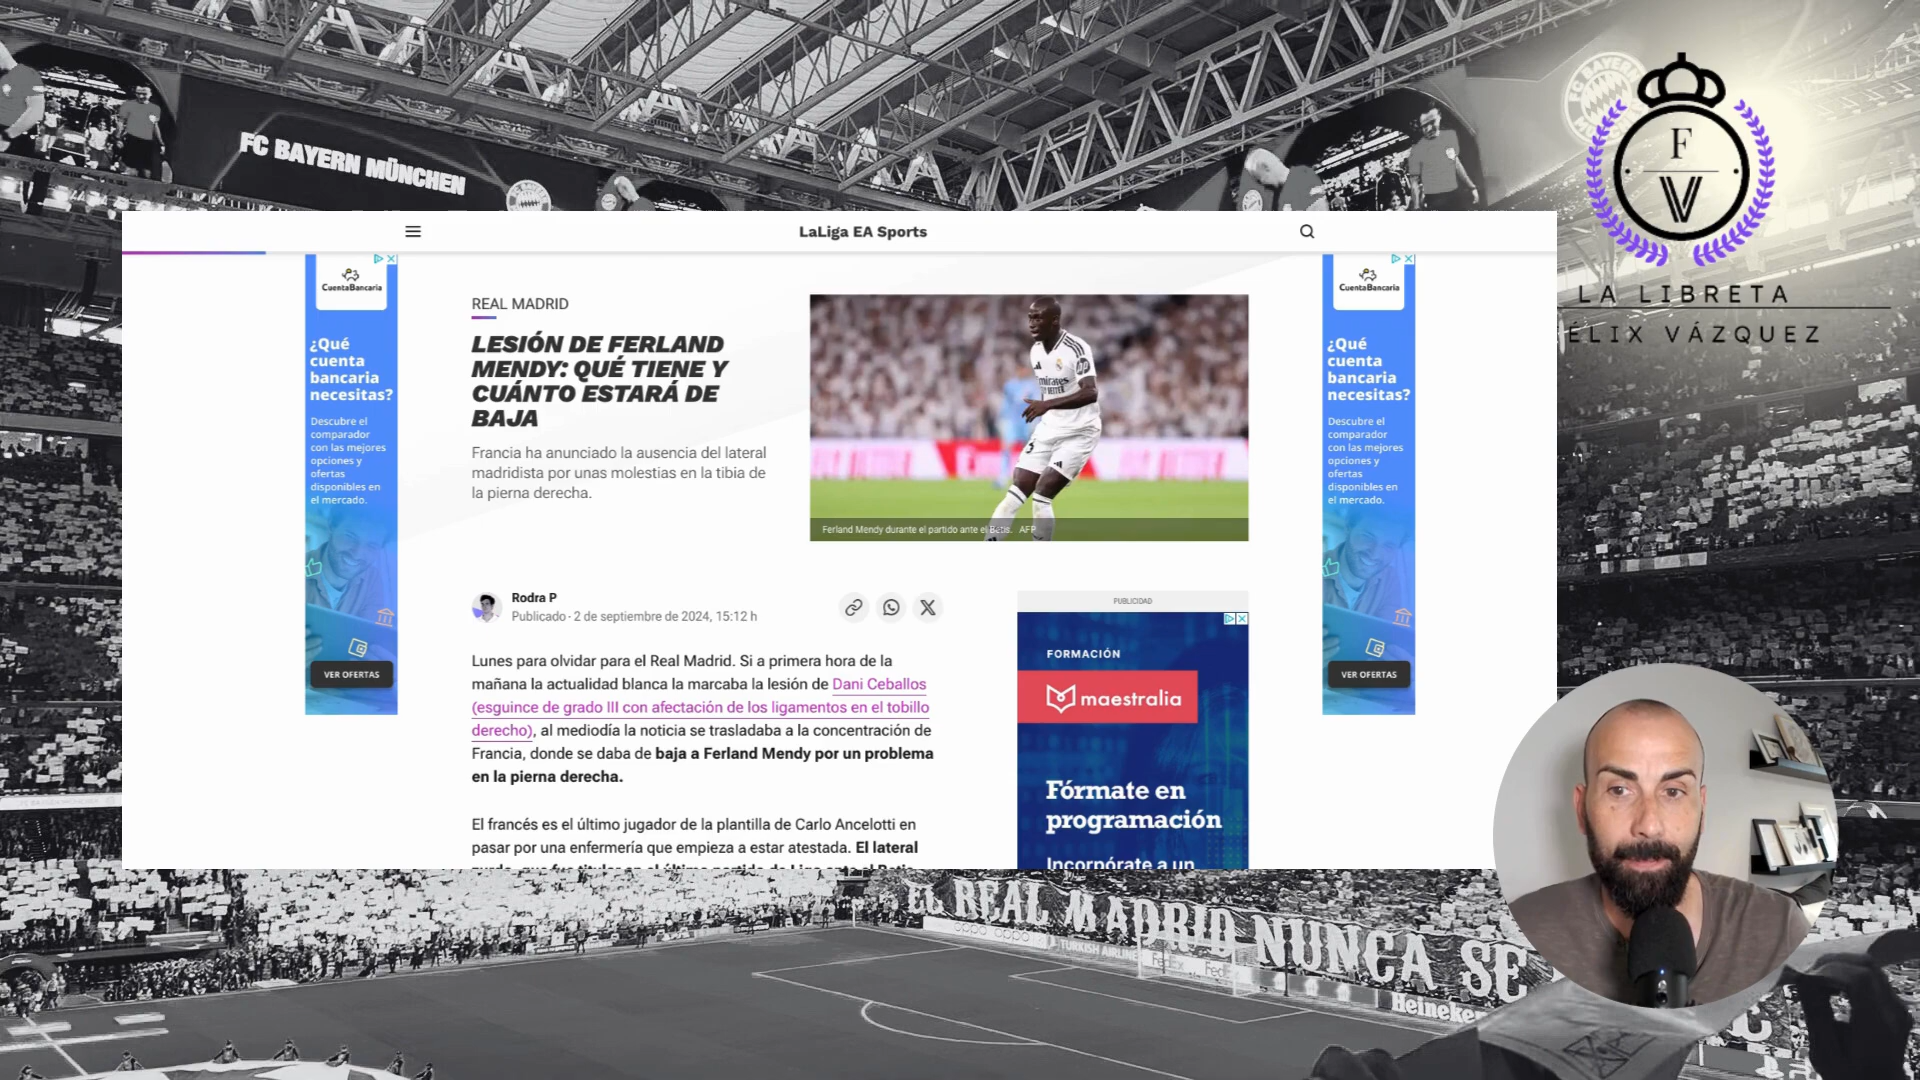 FC BAYERN MÜNCHEN
FC BAYERN
F
V
LA LIBRETA
ÉLIX VÁZQUEZ
LaLiga EA Sports
CuentaBancaria
¿Qué
cuenta
bancaria
necesitas?
Descubre el
comparador
con las mejores
opciones y
ofertas
disponibles en
el mercado.
VER OFERTAS
REAL MADRID
LESIÓN DE FERLAND
MENDY: QUÉ TIENE Y
CUÁNTO ESTARÁ DE
BAJA
Francia ha anunciado la ausencia del lateral
madridista por unas molestias en la tibia de
la pierna derecha.
Ferland Mendy durante el partido ante el Betis. AFP
CuentaBancaria
¿Qué
cuenta
bancaria
necesitas?
Descubre el
comparador
con las mejores
opciones y
ofertas
disponibles en
el mercado.
VER OFERTAS
Rodra P
Publicado - 2 de septiembre de 2024, 15:12 h
Lunes para olvidar para el Real Madrid. Si a primera hora de la
mañana la actualidad blanca la marcaba la lesión de Dani Ceballos
(esguince de grado III con afectación de los ligamentos en el tobillo
derecho), al mediodía la noticia se trasladaba a la concentración de
Francia, donde se daba de baja a Ferland Mendy por un problema
en la pierna derecha.
El francés es el último jugador de la plantilla de Carlo Ancelotti en
pasar por una enfermería que empieza a estar atestada. El lateral
PUBLICIDAD
FORMACIÓN
maestralia
Fórmate en
programación
Incorpórate a un
EL REAL MADRID NUNCA SE
TURKISH AIRLINE
FedEx
Heineken